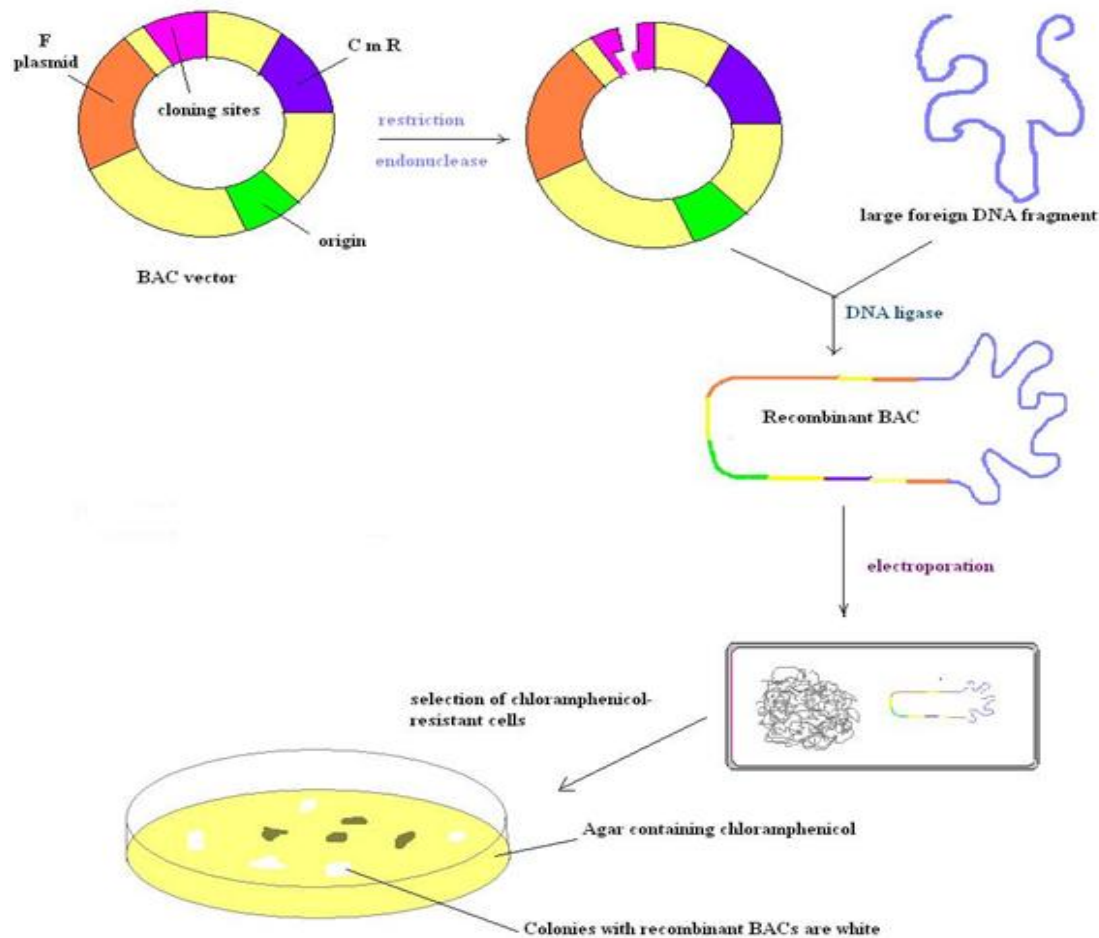 F
plasmid
C m R
cloning sites
origin
BAC vector
restriction
endonuclease
large foreign DNA fragment
DNA ligase
Recombinant BAC
electroporation
selection of chloramphenicol-
resistant cells
Agar containing chloramphenicol
Colonies with recombinant BACs are white